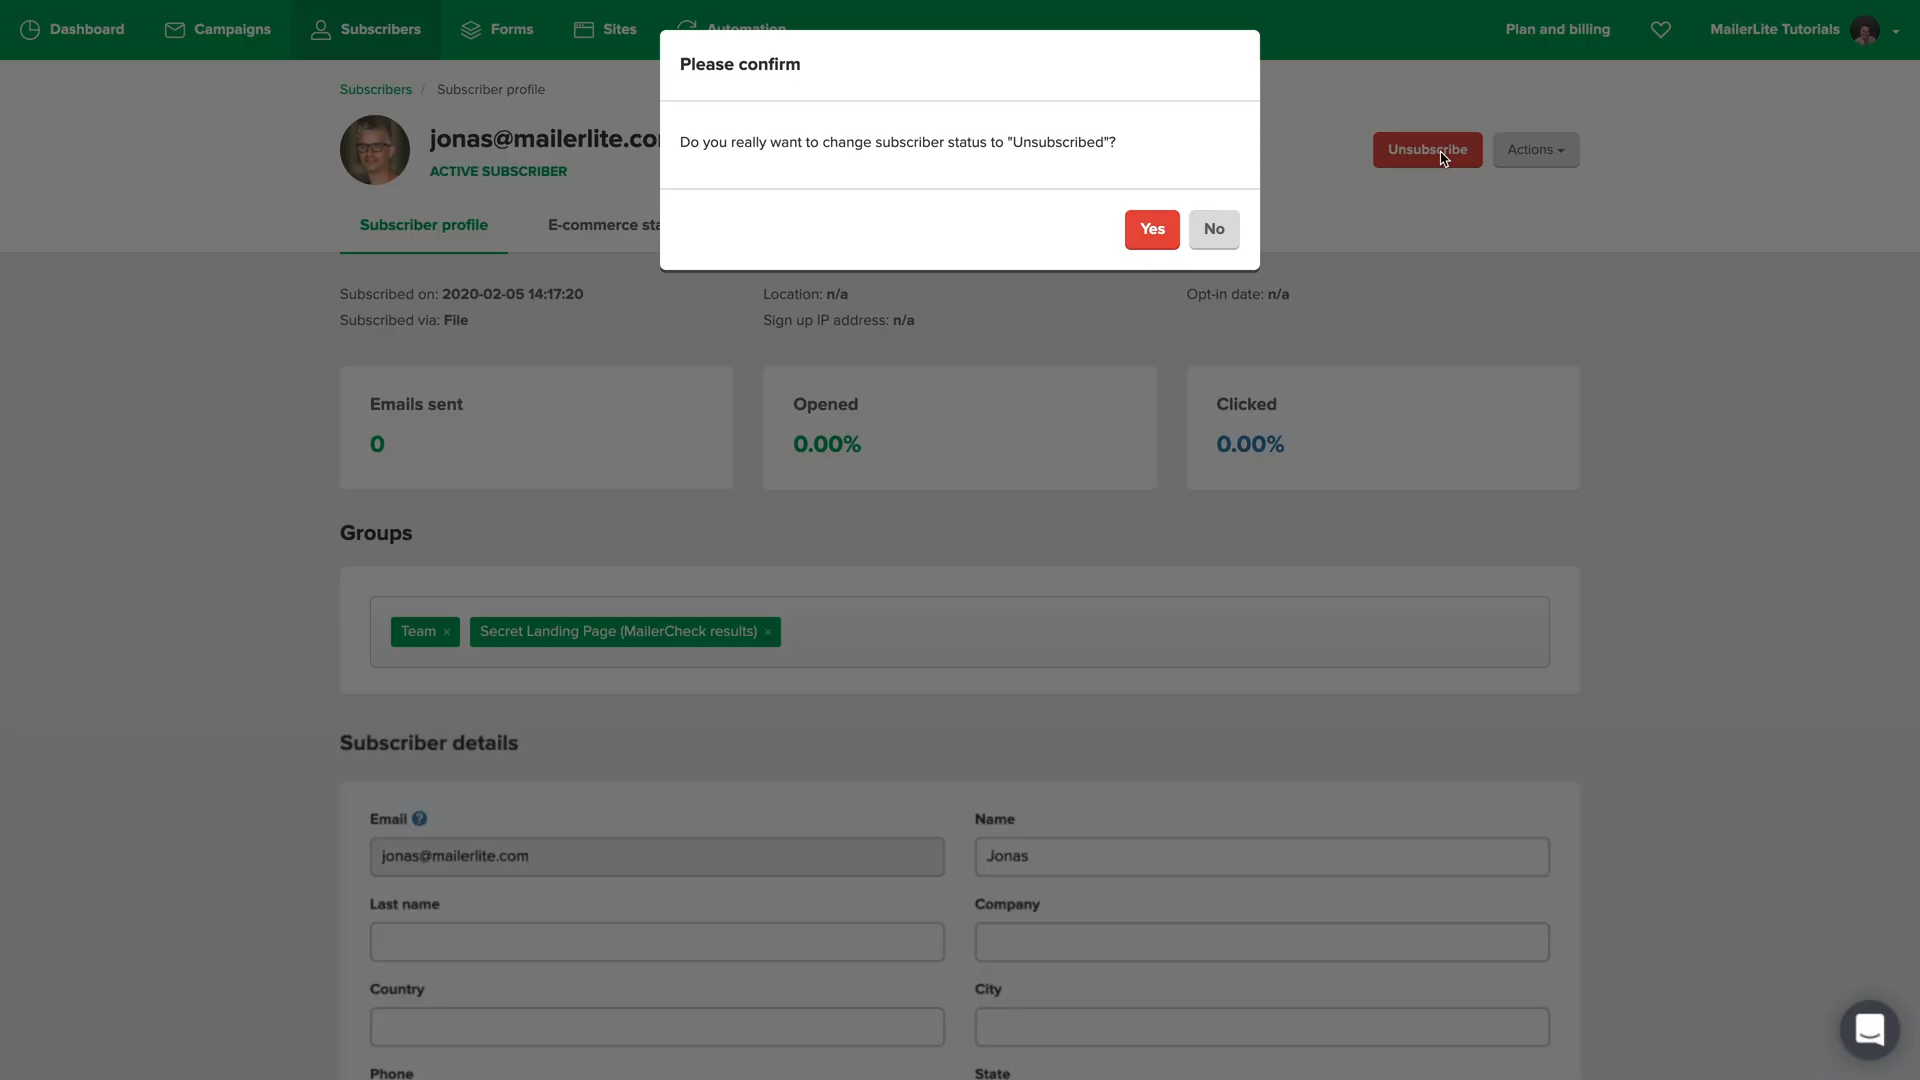 Dashboard
Campaigns
Subscribers
Forms
Sites
Automation
Plan and billing
MailerLite Tutorials
Please confirm
Do you really want to change subscriber status to "Unsubscribed"?
Yes
No
Subscribers / Subscriber profile
jonas@mailerlite.co
ACTIVE SUBSCRIBER
Unsubscribe
Actions
Subscriber profile
E-commerce sta
Subscribed on: 2020-02-05 14:17:20
Location: n/a
Opt-in date: n/a
Subscribed via: File
Sign up IP address: n/a
Emails sent
0
Opened
0.00%
Clicked
0.00%
Groups
Team ×
Secret Landing Page (MailerCheck results) ×
Subscriber details
Email ?
Name
jonas@mailerlite.com
Jonas
Last name
Company
Country
City
Phone
State